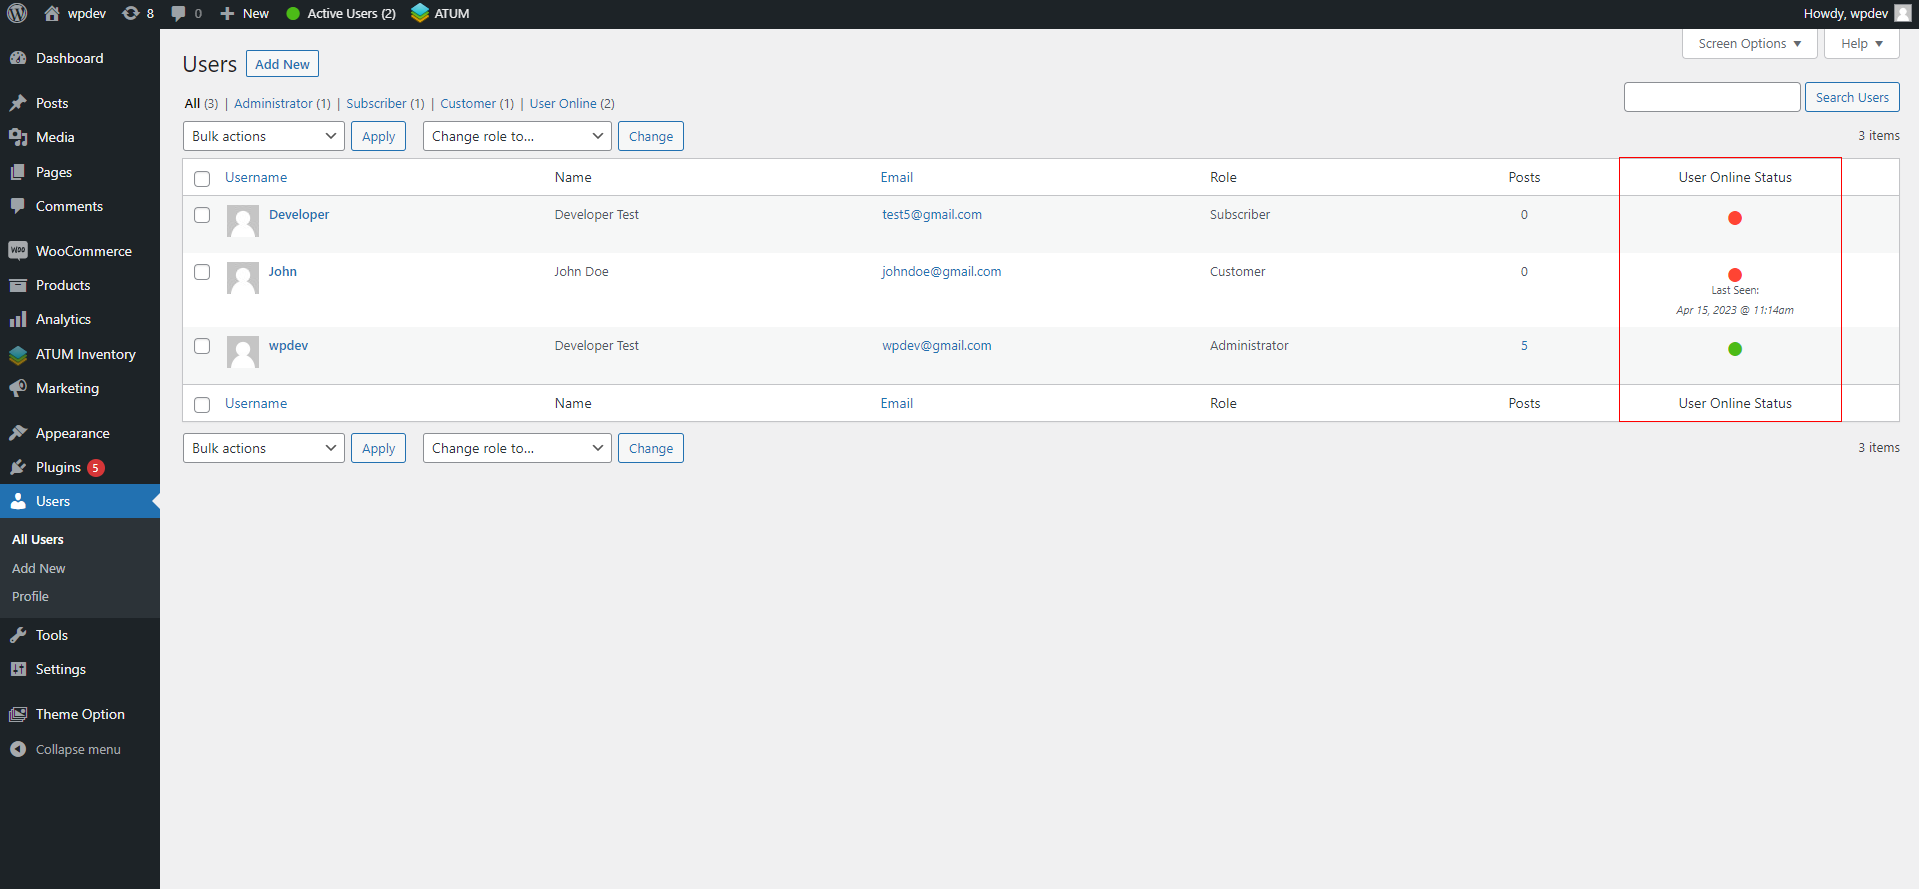 wpdev 8 0 New Active Users (2) ATUM Howdy, wpdev
Screen Options Help
Dashboard
Posts
Media
Pages
Comments
WOO WooCommerce
Products
Analytics
ATUM Inventory
Marketing
Appearance
Plugins 5
Users
All Users
Add New
Profile
Tools
Settings
Theme Option
Collapse menu
Users Add New
All (3) | Administrator (1) | Subscriber (1) | Customer (1) | User Online (2)
Search Users
Bulk actions Apply Change role to... Change 3 items
Username Name Email Role Posts User Online Status
Developer Developer Test test5@gmail.com Subscriber 0
John John Doe johndoe@gmail.com Customer 0
Last Seen:
Apr 15, 2023 @ 11:14am
wpdev Developer Test wpdev@gmail.com Administrator 5
Username Name Email Role Posts User Online Status
Bulk actions Apply Change role to... Change 3 items